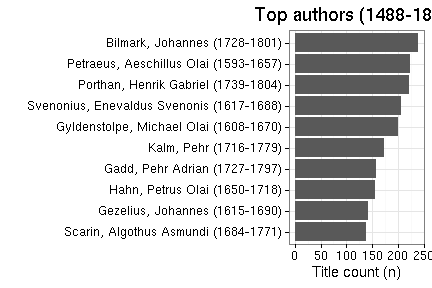 Top authors (1488-18
Bilmark, Johannes (1728-1801)
Petraeus, Aeschillus Olai (1593-1657)
Porthan, Henrik Gabriel (1739-1804)
Svenonius, Enevaldus Svenonis (1617-1688)
Gyldenstolpe, Michael Olai (1608-1670)
Kalm, Pehr (1716-1779)
Gadd, Pehr Adrian (1727-1797)
Hahn, Petrus Olai (1650-1718)
Gezelius, Johannes (1615-1690)
Scarin, Algothus Asmundi (1684-1771)
0 50 100 150 200 250
Title count (n)